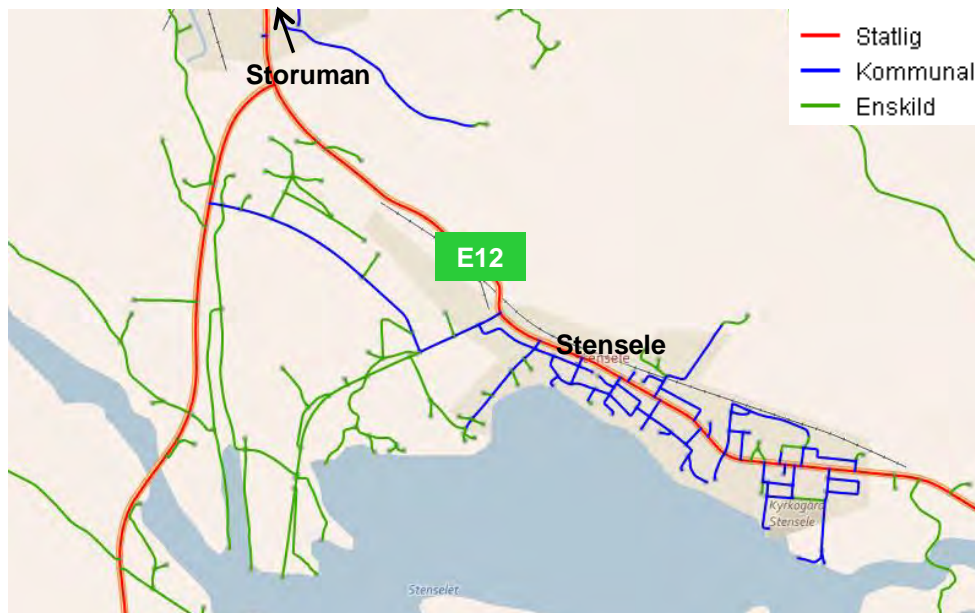 Storuman
Statlig
Kommunal
Enskild
E12
Stensele
Stensele
Kyrkogård
Stensele
Stenselet